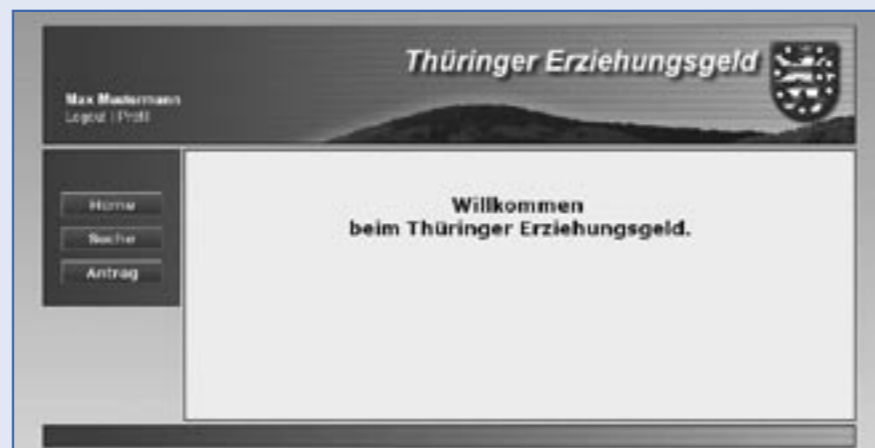 Thüringer Erziehungsgeld
Max Mustermann
Logout | Profil
Home
Suche
Antrag
Willkommen
beim Thüringer Erziehungsgeld.